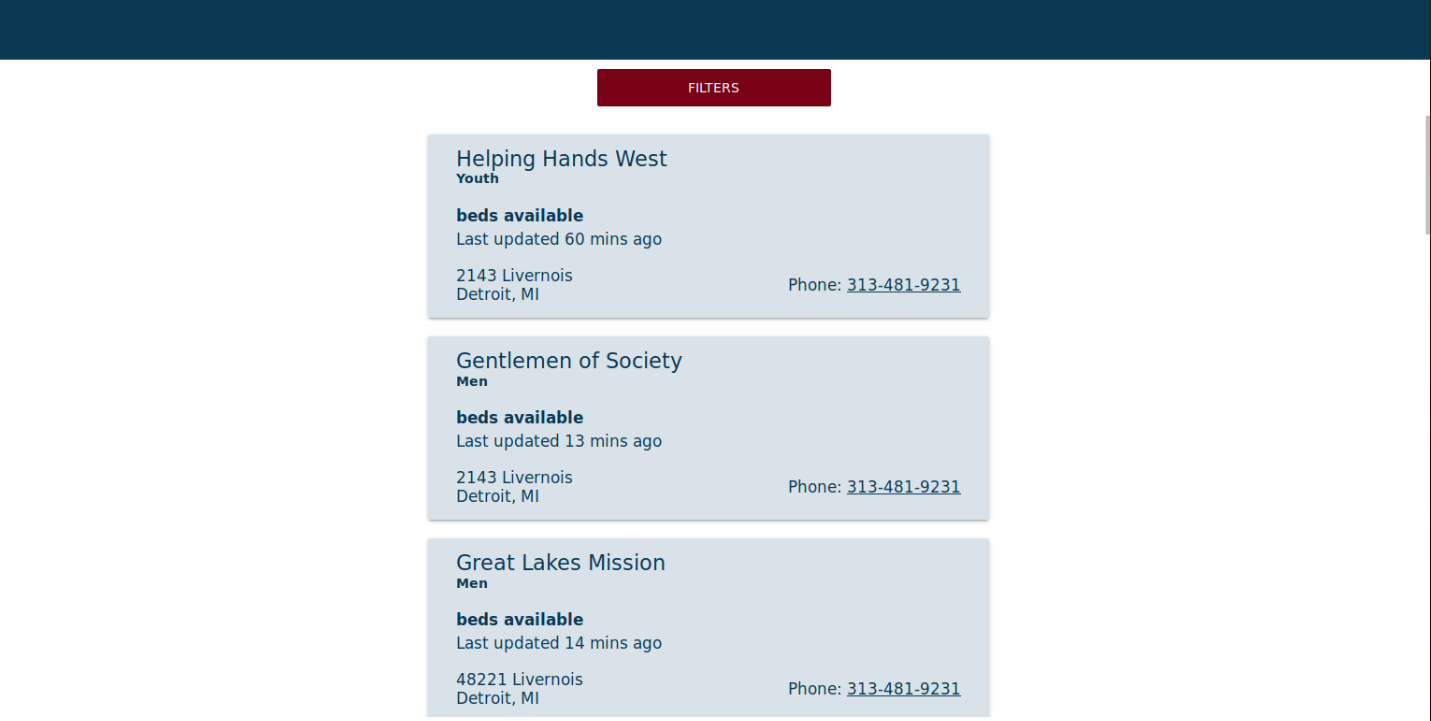 FILTERS
Helping Hands West
Youth
beds available
Last updated 60 mins ago
2143 Livernois
Detroit, MI
Phone: 313-481-9231
Gentlemen of Society
Men
beds available
Last updated 13 mins ago
2143 Livernois
Detroit, MI
Phone: 313-481-9231
Great Lakes Mission
Men
beds available
Last updated 14 mins ago
48221 Livernois
Detroit, MI
Phone: 313-481-9231